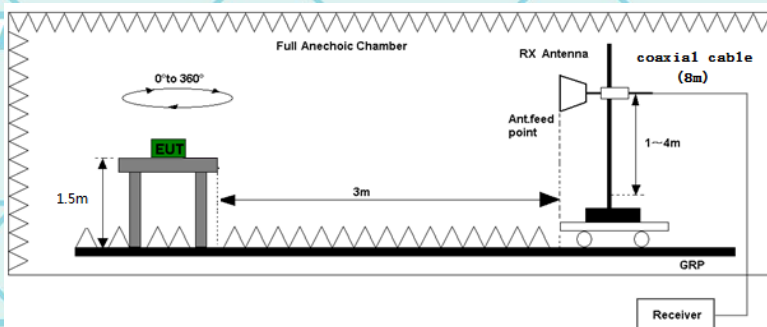 Full Anechoic Chamber
RX Antenna
coaxial cable
(8m)
0°to 360°
Ant.feed
point
1~4m
EUT
1.5m
3m
GRP
Receiver